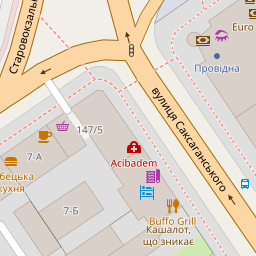 Старовокзальн
Euro
Провідна
вулиця Саксаганського
147/5
Acibadem
7-А
бецька
кухня
7-Б
Buffo Grill
Кашалот,
що зникає